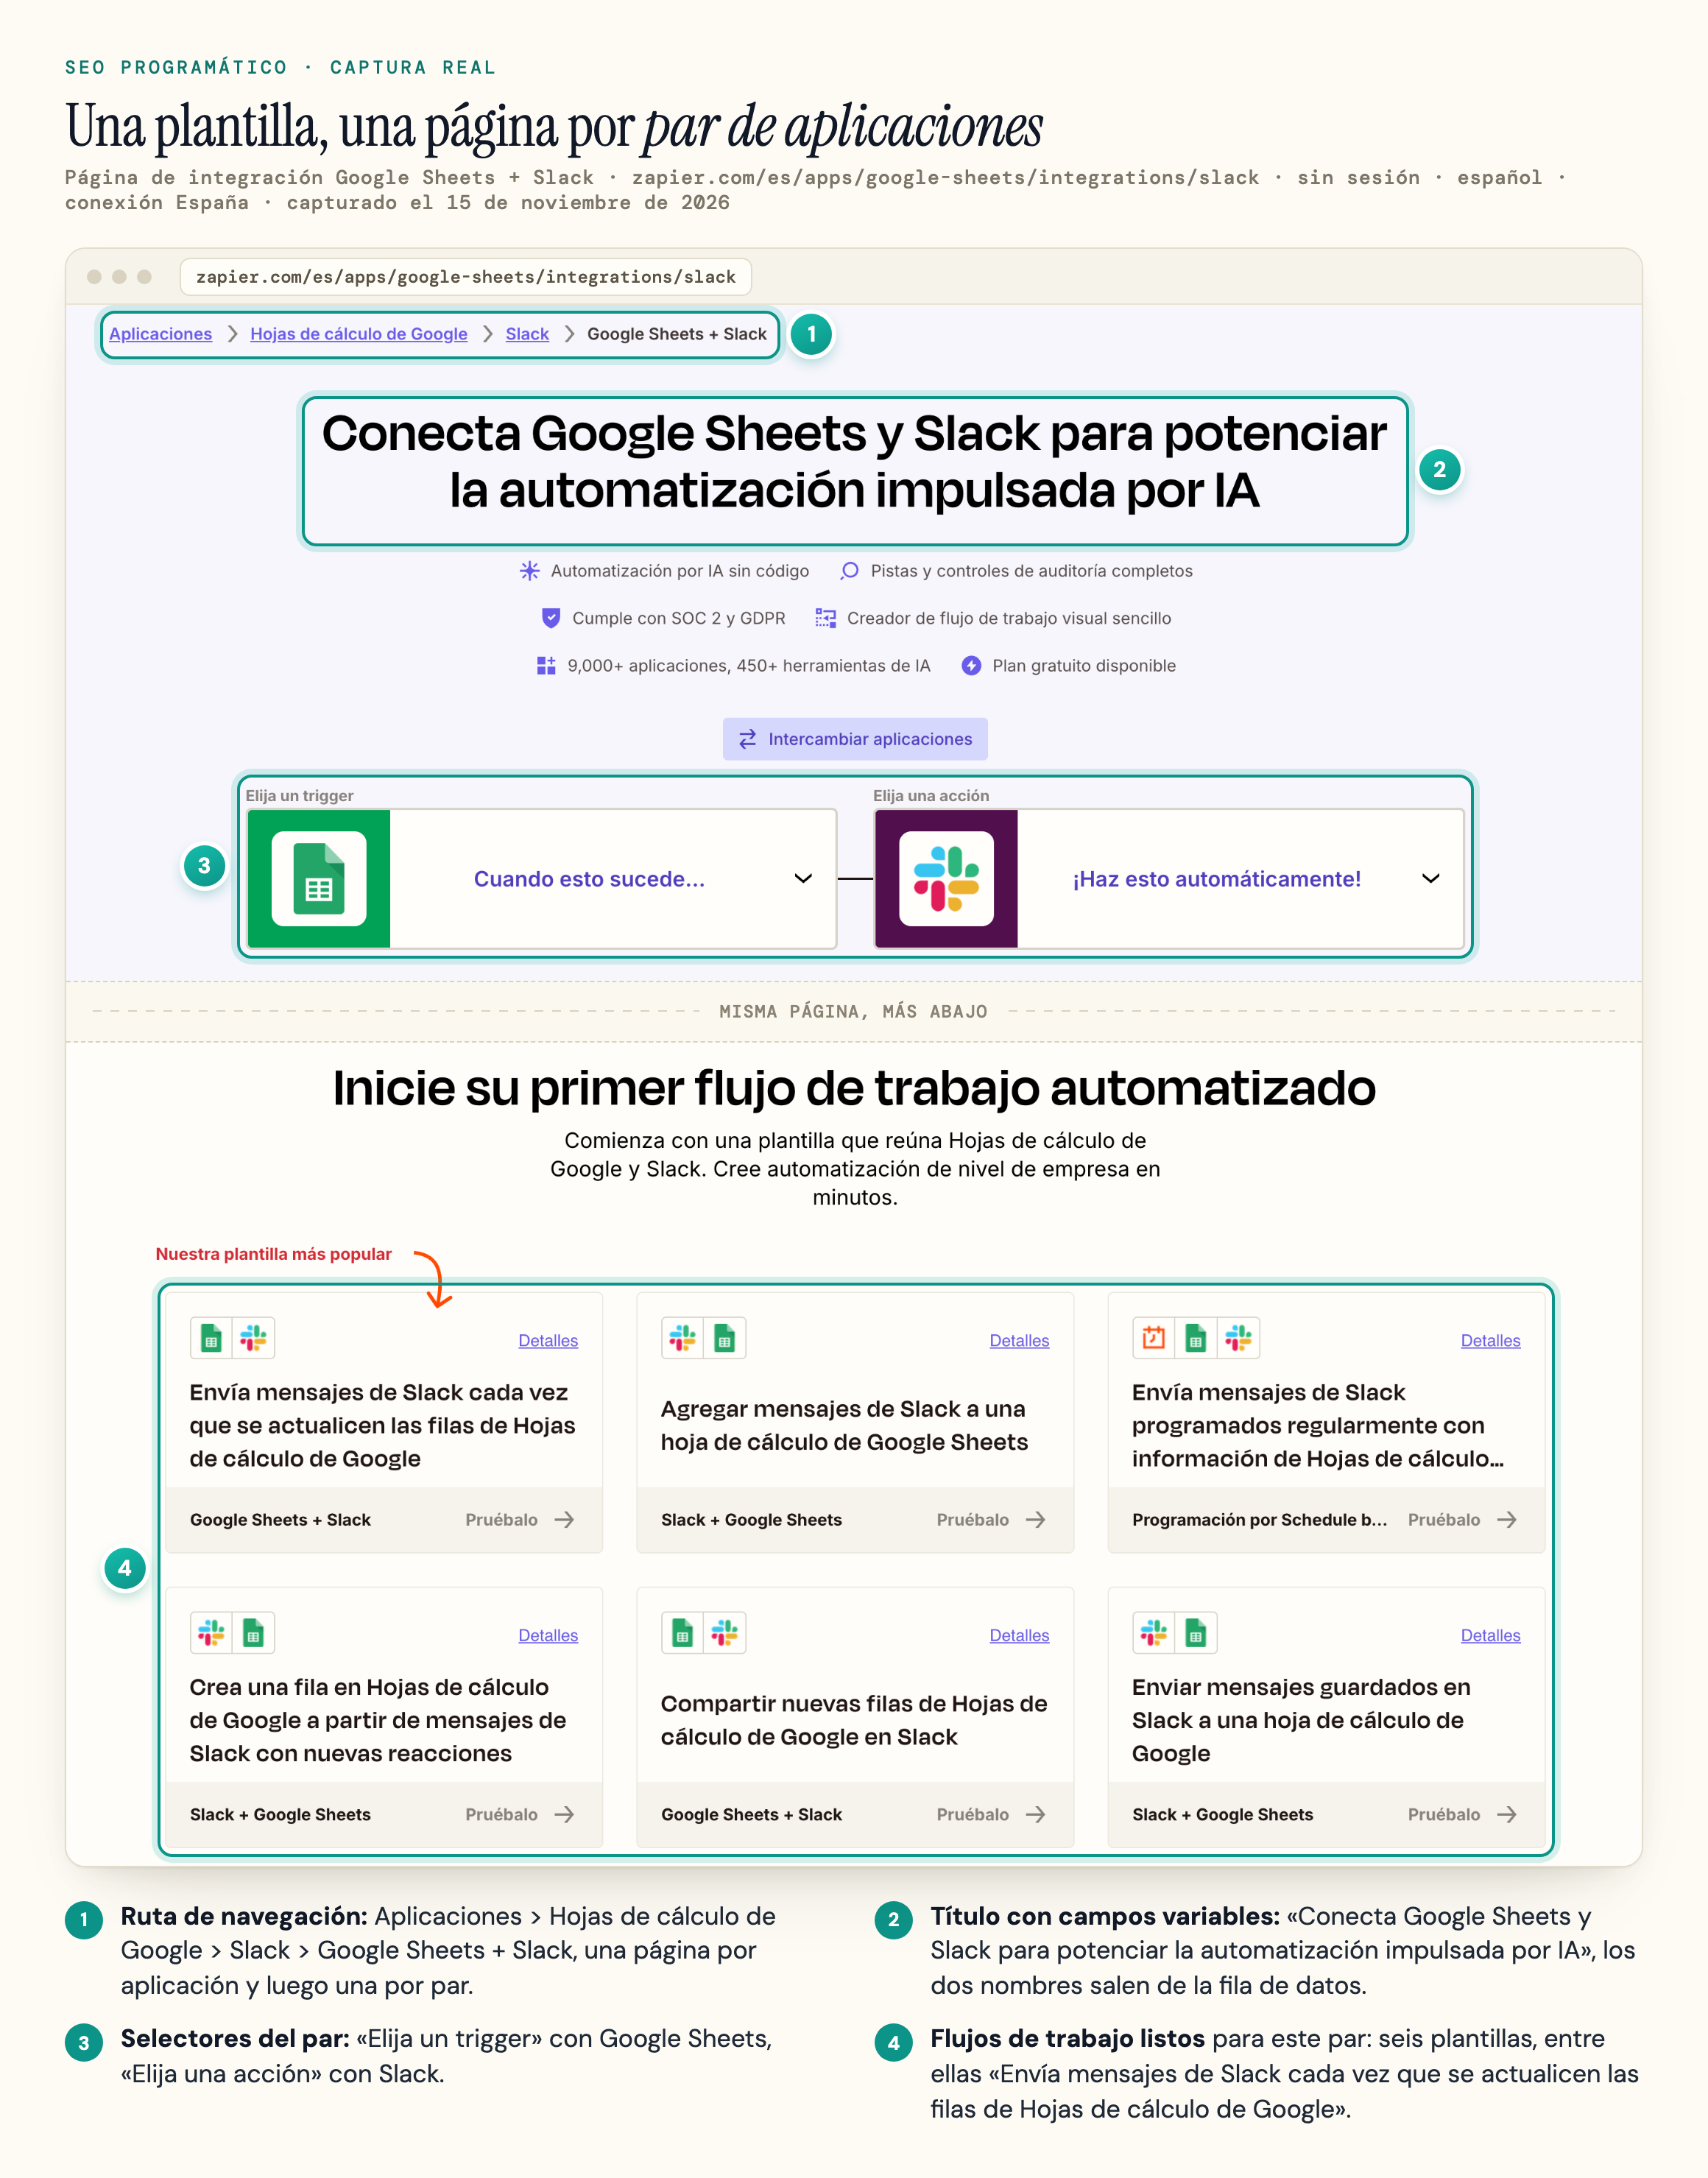 SEO PROGRAMÁTICO · CAPTURA REAL
Una plantilla, una página por par de aplicaciones
Página de integración Google Sheets + Slack · zapier.com/es/apps/google-sheets/integrations/slack · sin sesión · español ·
conexión España · capturado el 15 de noviembre de 2026
zapier.com/es/apps/google-sheets/integrations/slack
Aplicaciones > Hojas de cálculo de Google > Slack > Google Sheets + Slack
1
Conecta Google Sheets y Slack para potenciar
la automatización impulsada por IA
2
Automatización por IA sin código
Pistas y controles de auditoría completos
Cumple con SOC 2 y GDPR
Creador de flujo de trabajo visual sencillo
9,000+ aplicaciones, 450+ herramientas de IA
Plan gratuito disponible
Intercambiar aplicaciones
3
Elija un trigger
Cuando esto sucede...
Elija una acción
¡Haz esto automáticamente!
MISMA PÁGINA, MÁS ABAJO
Inicie su primer flujo de trabajo automatizado
Comienza con una plantilla que reúna Hojas de cálculo de
Google y Slack. Cree automatización de nivel de empresa en
minutos.
Nuestra plantilla más popular
4
Detalles
Envía mensajes de Slack cada vez
que se actualicen las filas de Hojas
de cálculo de Google
Google Sheets + Slack
Pruébalo
Detalles
Agregar mensajes de Slack a una
hoja de cálculo de Google Sheets
Slack + Google Sheets
Pruébalo
Detalles
Envía mensajes de Slack
programados regularmente con
información de Hojas de cálculo...
Programación por Schedule b...
Pruébalo
Detalles
Crea una fila en Hojas de cálculo
de Google a partir de mensajes de
Slack con nuevas reacciones
Slack + Google Sheets
Pruébalo
Detalles
Compartir nuevas filas de Hojas de
cálculo de Google en Slack
Google Sheets + Slack
Pruébalo
Detalles
Enviar mensajes guardados en
Slack a una hoja de cálculo de
Google
Slack + Google Sheets
Pruébalo
1
Ruta de navegación: Aplicaciones > Hojas de cálculo de
Google > Slack > Google Sheets + Slack, una página por
aplicación y luego una por par.
2
Título con campos variables: «Conecta Google Sheets y
Slack para potenciar la automatización impulsada por IA», los
dos nombres salen de la fila de datos.
3
Selectores del par: «Elija un trigger» con Google Sheets,
«Elija una acción» con Slack.
4
Flujos de trabajo listos para este par: seis plantillas, entre
ellas «Envía mensajes de Slack cada vez que se actualicen las
filas de Hojas de cálculo de Google».